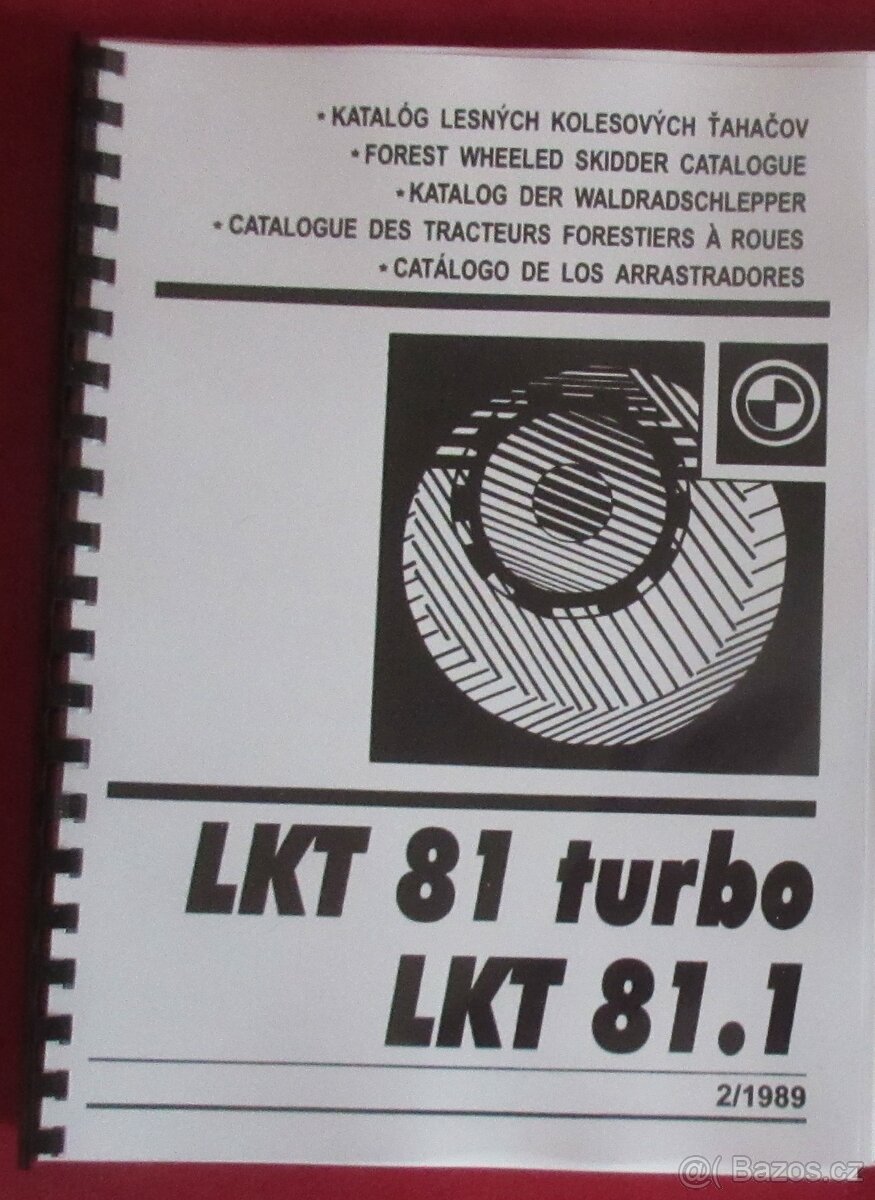 * KATALÓG LESNÝCH KOLESOVÝCH ŤAHAČOV
* FOREST WHEELED SKIDDER CATALOGUE
* KATALOG DER WALDRADSCHLEPPER
* CATALOGUE DES TRACTEURS FORESTIERS À ROUES
* CATÁLOGO DE LOS ARRASTRADORES
LKT 81 turbo
LKT 81.1
2/1989
@( Bazos.cz